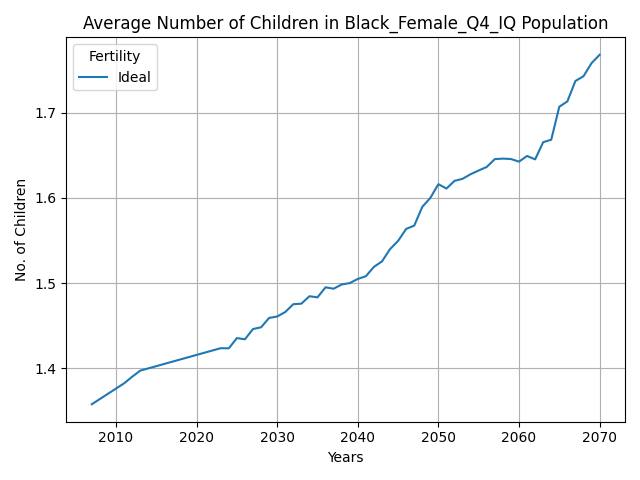 Average Number of Children in Black_Female_Q4_IQ Population
Fertility
Ideal
No. of Children
1.7
1.6
1.5
1.4
2010 2020 2030 2040 2050 2060 2070
Years